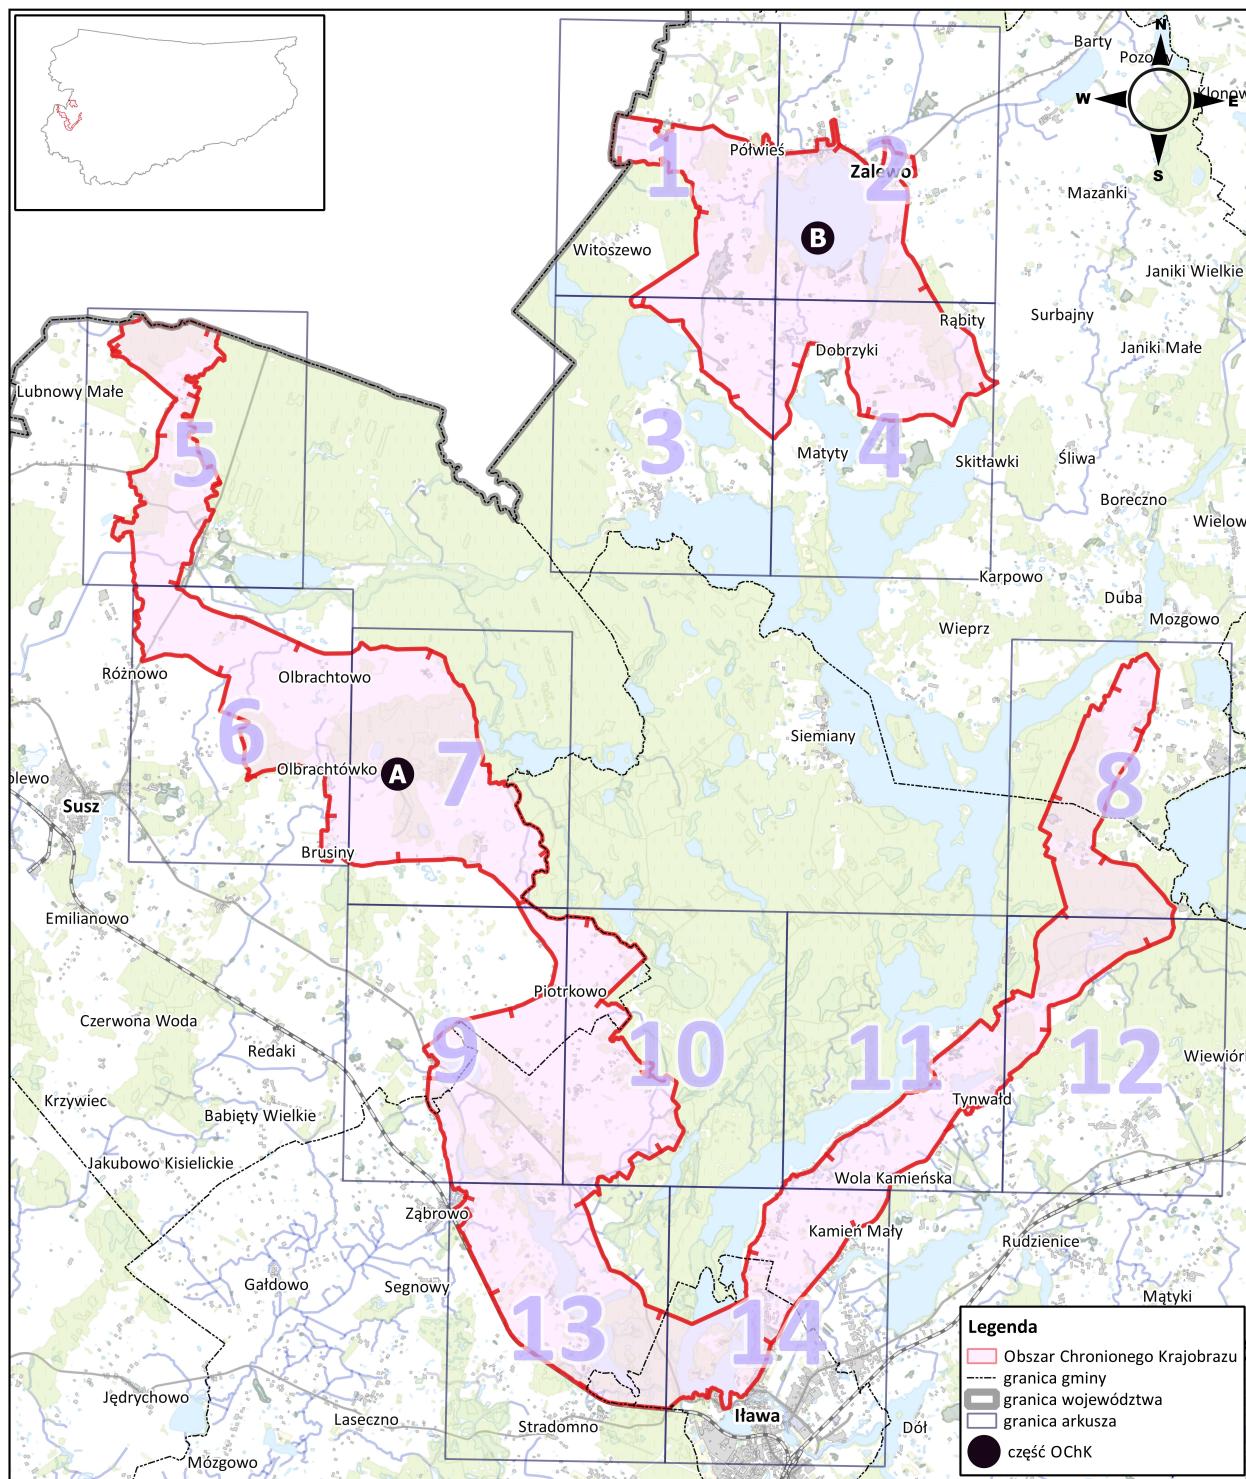 N
Barty
Pozorty
W
E
S
1
Półwieś
2
Zalewo
Mazanki
B
Witoszewo
Janiki Wielkie
Surbajny
Rąbity
Janiki Małe
Dobrzyki
Lubnowy Małe
3
4
5
Matyty
Skitławki
Śliwa
Boreczno
Wielow
Karpowo
Duba
Mozgowo
Wieprz
Różnowo
Olbrachtowo
6
7
Siemiany
Olbrachtówko
A
olewo
8
Susz
Brusiny
Emilianowo
Piotrkowo
Czerwona Woda
9
10
11
12
Redaki
Wiewiór
Krzywiec
Babięty Wielkie
Tynwałd
Jakubowo Kisielickie
Wola Kamieńska
Ząbrowo
Kamień Mały
Rudzienice
Gałdowo
Segnowy
Mątyki
13
14
Legenda
Obszar Chronionego Krajobrazu
granica gminy
granica województwa
granica arkusza
część OChK
Jędrychowo
Laseczno
Stradomno
Iława
Dół
Mózgowo